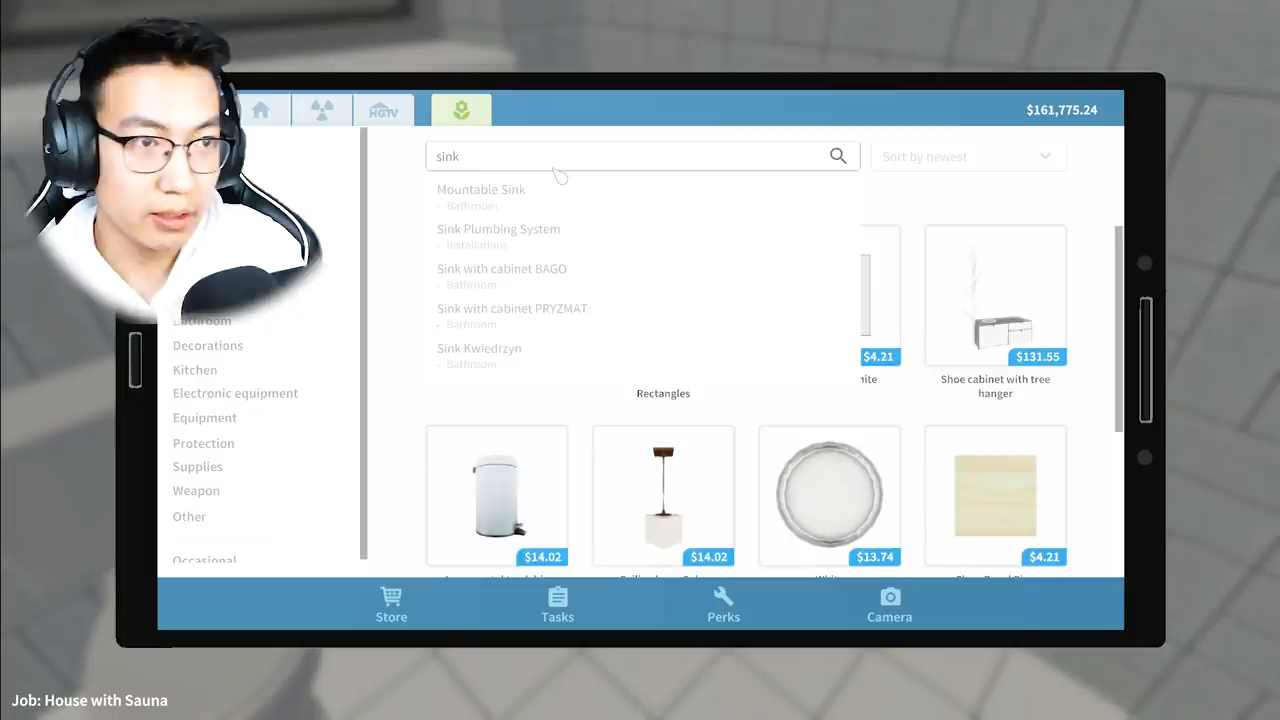 HGTV
$161,775.24
sink
Sort by newest
Mountable Sink
- Bathroom
Sink Plumbing System
- Installations
Sink with cabinet BAGO
- Bathroom
Sink with cabinet PRYZMAT
- Bathroom
Sink Kwiedrzyn
- Bathroom
Bathroom
Decorations
Kitchen
Electronic equipment
Equipment
Protection
Supplies
Weapon
Other
Occasional
$4.21
$131.55
Rectangles
Shoe cabinet with tree
hanger
$14.02
$14.02
$13.74
$4.21
Store
Tasks
Perks
Camera
Job: House with Sauna